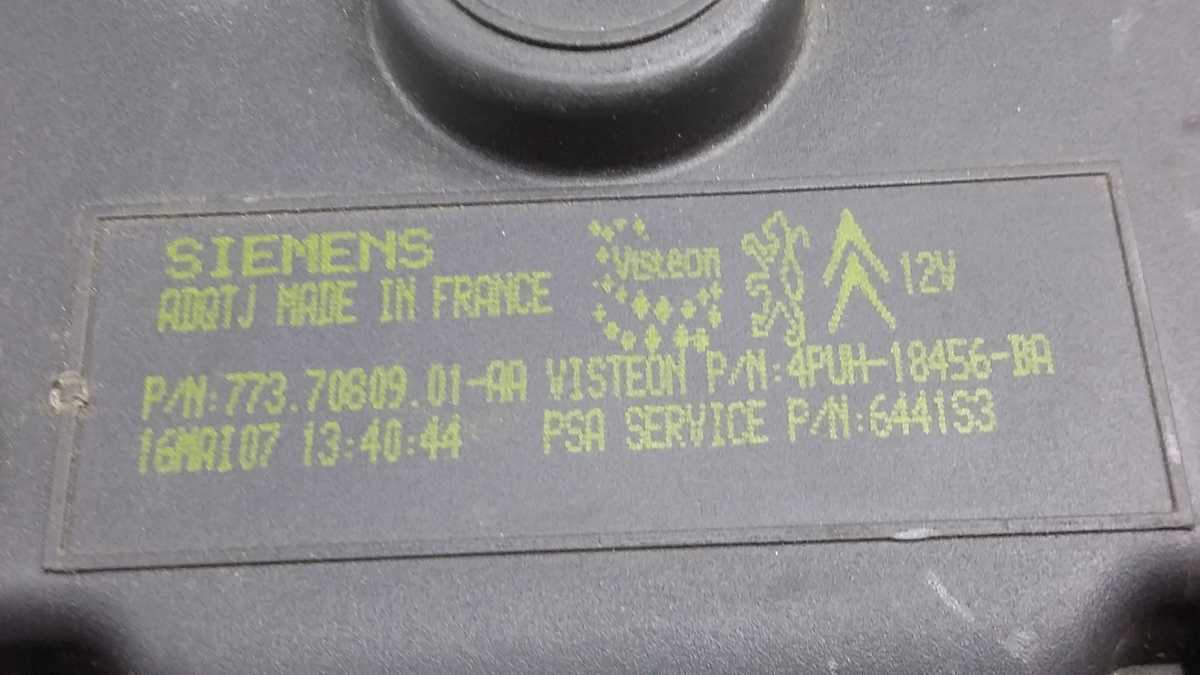 SIEMENS
ADQTJ MADE IN FRANCE
Visteon
12V
P/N:773.70809.01-AA VISTEON P/N:4PUH-18456-BA
16MAI07 13:40:44 PSA SERVICE P/N:6441S3